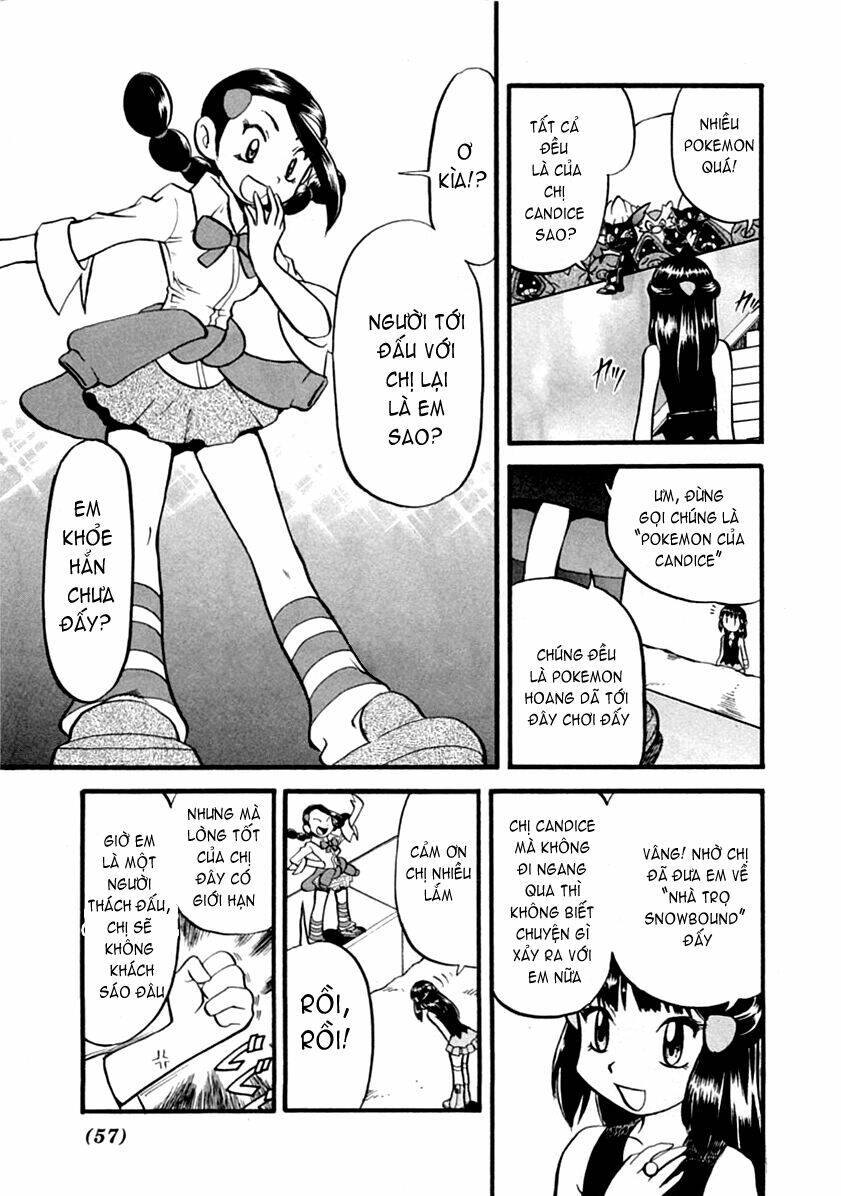 NHIỀU
POKEMON
QUÁ!
TẤT CẢ
ĐỀU
LÀ CỦA
CHỊ
CANDICE
SAO?
ƯM, ĐỪNG
GỌI CHÚNG LÀ
"POKEMON CỦA
CANDICE"
CHÚNG ĐỀU
LÀ POKEMON
HOANG DÃ TỚI
ĐÂY CHƠI ĐẤY
Ơ
KÌA!?
NGƯỜI TỚI
ĐẤU VỚI
CHỊ LẠI
LÀ EM
SAO?
EM
KHỎE
HẲN
CHƯA
ĐẤY?
VÂNG! NHỜ CHỊ
ĐÃ ĐƯA EM VỀ
"NHÀ TRỌ
SNOWBOUND"
ĐẤY
CHỊ CANDICE
MÀ KHÔNG
ĐI NGANG
QUA THÌ
KHÔNG BIẾT
CHUYỆN GÌ
XẢY RA VỚI
EM NỮA
CẢM ƠN
CHỊ NHIỀU
LẮM
RỒI,
RỒI!
NHƯNG MÀ
LÒNG TỐT
CỦA CHỊ
ĐÂY CÓ
GIỚI HẠN
GIỜ EM
LÀ MỘT
NGƯỜI
THÁCH ĐẤU,
CHỊ SẼ
KHÔNG
KHÁCH
SÁO ĐÂU
(57)